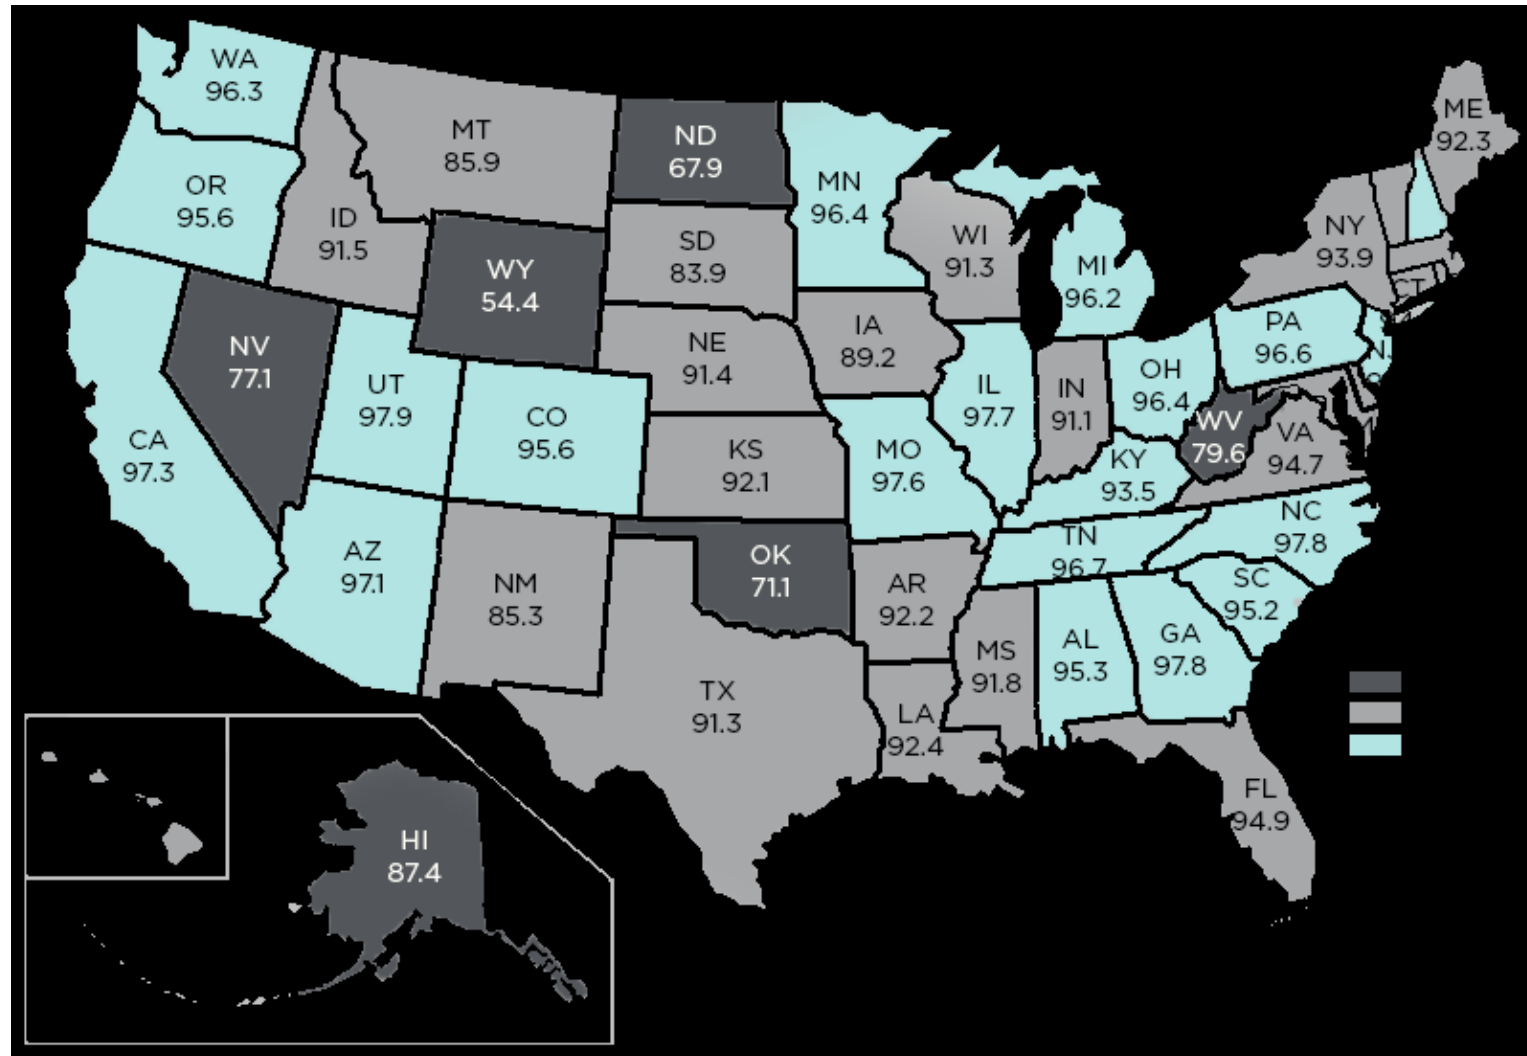 WA
96.3
MT
85.9
ND
67.9
MN
96.4
ME
92.3
OR
95.6
ID
91.5
SD
83.9
WI
91.3
NY
93.9
WY
54.4
MI
96.2
CT
NV
77.1
NE
91.4
IA
89.2
PA
96.6
UT
97.9
CO
95.6
IL
97.7
IN
91.1
OH
96.4
WV
79.6
CA
97.3
KS
92.1
MO
97.6
KY
93.5
VA
94.7
AZ
97.1
NM
85.3
OK
71.1
AR
92.2
TN
96.7
NC
97.8
SC
95.2
TX
91.3
LA
92.4
MS
91.8
AL
95.3
GA
97.8
FL
94.9
HI
87.4